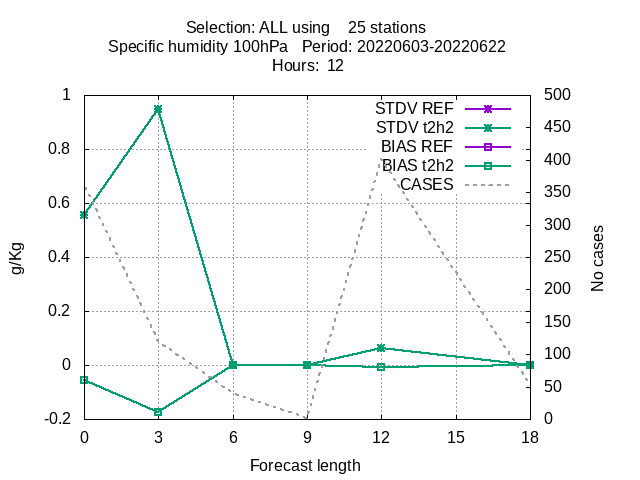 Selection: ALL using    25 stations
Specific humidity 100hPa   Period: 20220603-20220622
Hours:  12
STDV REF
STDV t2h2
BIAS REF
BIAS t2h2
CASES
1
0.8
0.6
0.4
0.2
0
-0.2
g/Kg
500
450
400
350
300
250
200
150
100
50
0
No cases
0 3 6 9 12 15 18
Forecast length